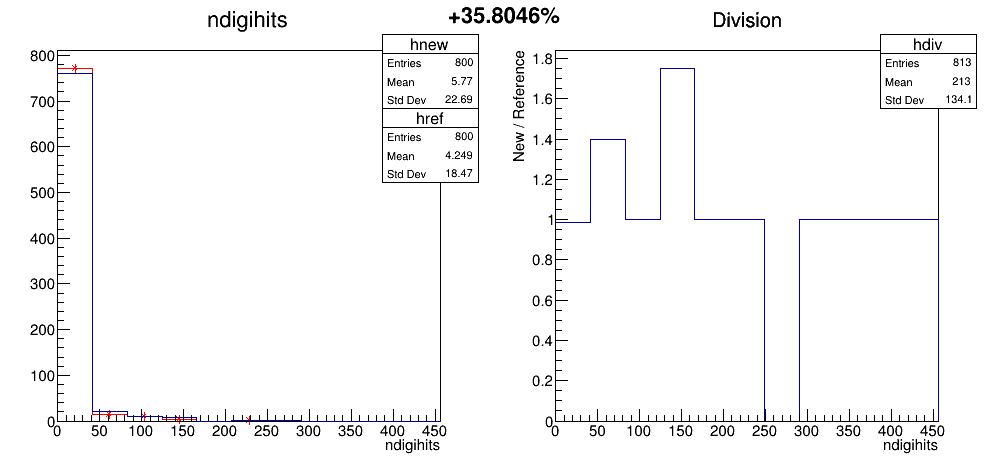 +35.8046%
ndigihits
hnew
Entries 800
Mean 5.77
Std Dev 22.69
href
Entries 800
Mean 4.249
Std Dev 18.47
800
700
600
500
400
300
200
100
0
0 50 100 150 200 250 300 350 400 450
ndigihits
Division
hdiv
Entries 813
Mean 213
Std Dev 134.1
New / Reference
1.8
1.6
1.4
1.2
1
0.8
0.6
0.4
0.2
0
0 50 100 150 200 250 300 350 400 450
ndigihits